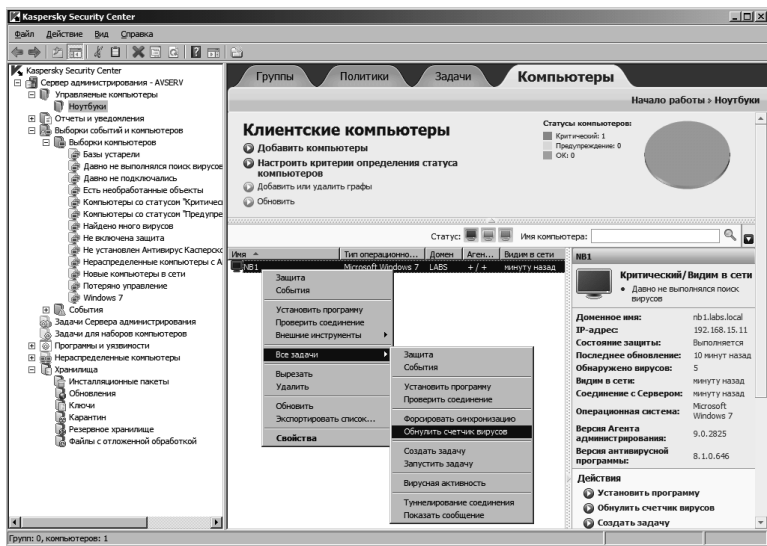 Kaspersky Security Center
Файл Действие Вид Справка
Kaspersky Security Center
Сервер администрирования - AVSERV
Управляемые компьютеры
Ноутбуки
Отчеты и уведомления
Выборки событий и компьютеров
Выборки компьютеров
Базы устарели
Давно не выполнялся поиск вирусов
Давно не подключались
Есть необработанные объекты
Компьютеры со статусом "Критичес
Компьютеры со статусом "Предупре
Найдено много вирусов
Не включена защита
Не установлен Антивирус Касперско
Нераспределенные компьютеры с А
Новые компьютеры в сети
Потеряно управление
Windows 7
События
Задачи Сервера администрирования
Задачи для наборов компьютеров
Программы и уязвимости
Нераспределенные компьютеры
Хранилища
Инсталляционные пакеты
Обновления
Ключи
Карантин
Резервное хранилище
Файлы с отложенной обработкой
Группы Политики Задачи Компьютеры
Начало работы » Ноутбуки
Клиентские компьютеры
Добавить компьютеры
Настроить критерии определения статуса
компьютеров
Добавить или удалить графы
Обновить
Статусы компьютеров:
Критический: 1
Предупреждение: 0
ОК: 0
Статус: Имя компьютера:
Имя Тип операционно... Домен Аген... Видим в сети
NB1 Microsoft Windows 7 LABS + / + минуту назад
Защита
События
Установить программу
Проверить соединение
Внешние инструменты
Все задачи
Вырезать
Удалить
Обновить
Экспортировать список...
Свойства
Защита
События
Установить программу
Проверить соединение
Форсировать синхронизацию
Обнулить счетчик вирусов
Создать задачу
Запустить задачу
Вирусная активность
Туннелирование соединения
Показать сообщение
NB1
Критический/Видим в сети
• Давно не выполнялся поиск
вирусов
Доменное имя: nb1.labs.local
IP-адрес: 192.168.15.11
Состояние защиты: Выполняется
Последнее обновление: 10 минут назад
Обнаружено вирусов: 5
Видим в сети: минуту назад
Соединение с Сервером: минуту назад
Операционная система: Microsoft Windows 7
Версия Агента администрирования: 9.0.2825
Версия антивирусной программы: 8.1.0.646
Действия
Установить программу
Обнулить счетчик вирусов
Создать задачу
Групп: 0, компьютеров: 1